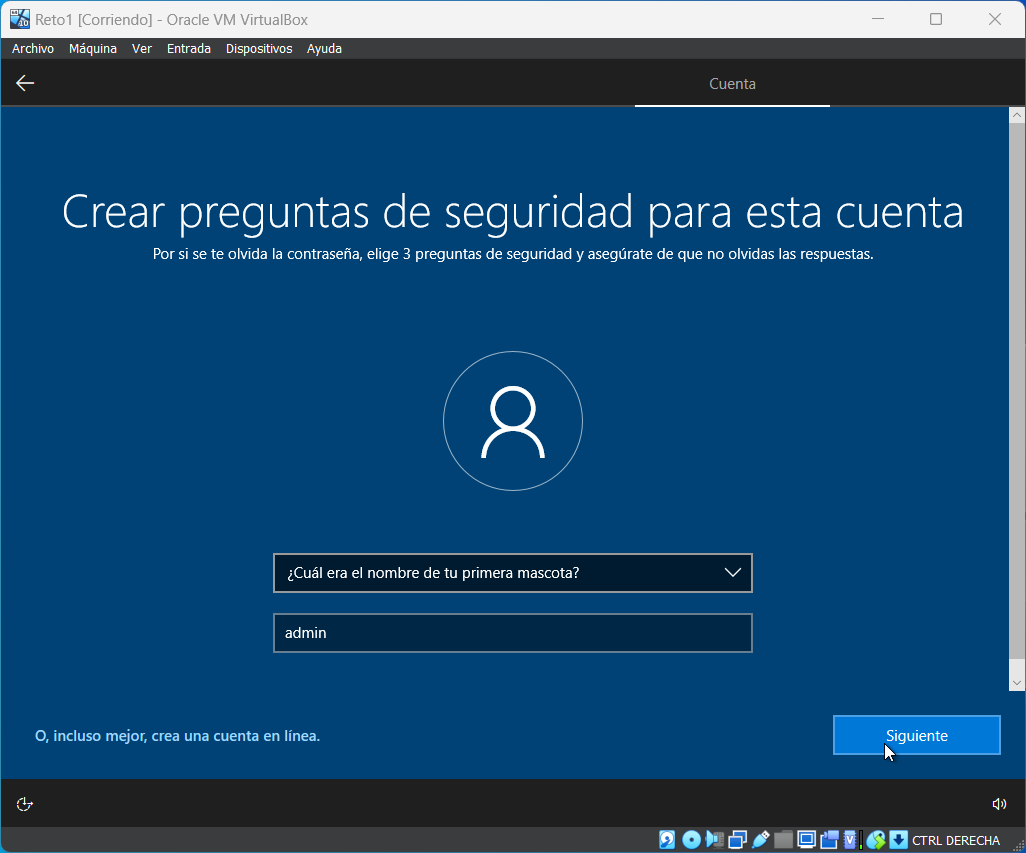 Reto1 [Corriendo] - Oracle VM VirtualBox
Archivo Máquina Ver Entrada Dispositivos Ayuda
Cuenta
Crear preguntas de seguridad para esta cuenta
Por si se te olvida la contraseña, elige 3 preguntas de seguridad y asegúrate de que no olvidas las respuestas.
¿Cuál era el nombre de tu primera mascota?
admin
O, incluso mejor, crea una cuenta en línea.
Siguiente
CTRL DERECHA